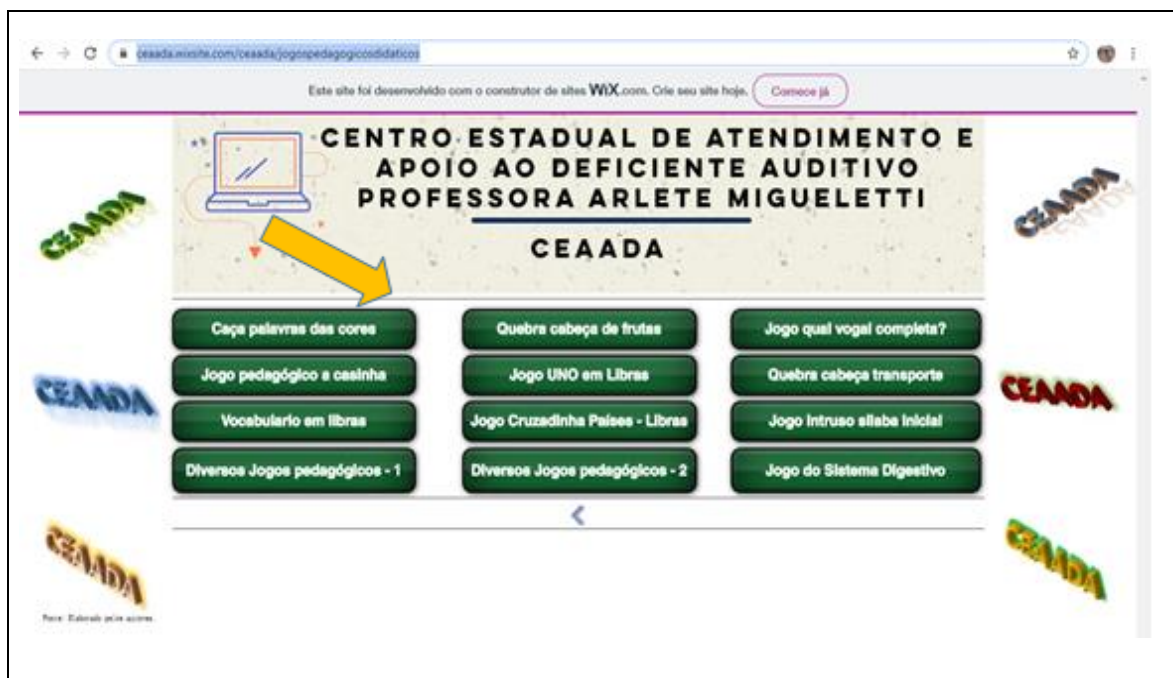 ceaada.wixsite.com/ceaada/jogospedagogicosdidaticos
Este site foi desenvolvido com o construtor de sites WiX.com. Crie seu site hoje. Comece já
CENTRO ESTADUAL DE ATENDIMENTO E
APOIO AO DEFICIENTE AUDITIVO
PROFESSORA ARLETE MIGUELETTI
CEAADA
CEAADA
CEAADA
Caça palavras das cores
Quebra cabeça de frutas
Jogo qual vogal completa?
Jogo pedagógico a casinha
Jogo UNO em Libras
Quebra cabeça transporte
CEAADA
CEAADA
Vocabulario em libras
Jogo Cruzadinha Países - Libras
Jogo Intruso sílaba inicial
Diversos Jogos pedagógicos - 1
Diversos Jogos pedagógicos - 2
Jogo do Sistema Digestivo
CEAADA
CEAADA
Fonte: Elaborado pelos autores.